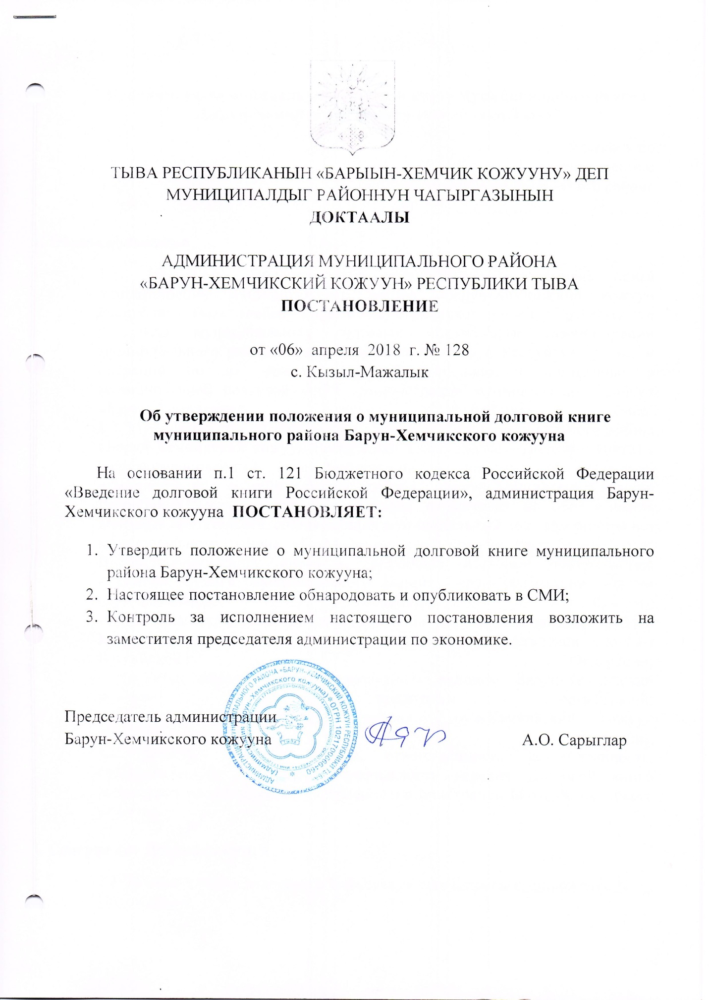 ТЫВА РЕСПУБЛИКАНЫН «БАРЫЫН-ХЕМЧИК КОЖУУНУ» ДЕП
МУНИЦИПАЛДЫГ РАЙОННУН ЧАГЫРГАЗЫНЫН
ДОКТААЛЫ
АДМИНИСТРАЦИЯ МУНИЦИПАЛЬНОГО РАЙОНА
«БАРУН-ХЕМЧИКСКИЙ КОЖУУН» РЕСПУБЛИКИ ТЫВА
ПОСТАНОВЛЕНИЕ
от «06» апреля 2018 г. № 128
с. Кызыл-Мажалык
Об утверждении положения о муниципальной долговой книге
муниципального района Барун-Хемчикского кожууна
На основании п.1 ст. 121 Бюджетного кодекса Российской Федерации
«Введение долговой книги Российской Федерации», администрация Барун-
Хемчикского кожууна ПОСТАНОВЛЯЕТ:
1. Утвердить положение о муниципальной долговой книге муниципального
района Барун-Хемчикского кожууна;
2. Настоящее постановление обнародовать и опубликовать в СМИ;
3. Контроль за исполнением настоящего постановления возложить на
заместителя председателя администрации по экономике.
Председатель администрации
Барун-Хемчикского кожууна А.О. Сарыглар
АДМИНИСТРАЦИЯ МУНИЦИПАЛЬНОГО РАЙОНА «БАРУН-ХЕМЧИКСКИЙ КОЖУУН РЕСПУБЛИКИ ТЫВА»
(Администрация Барун-Хемчикского кожууна) * ОГРН *